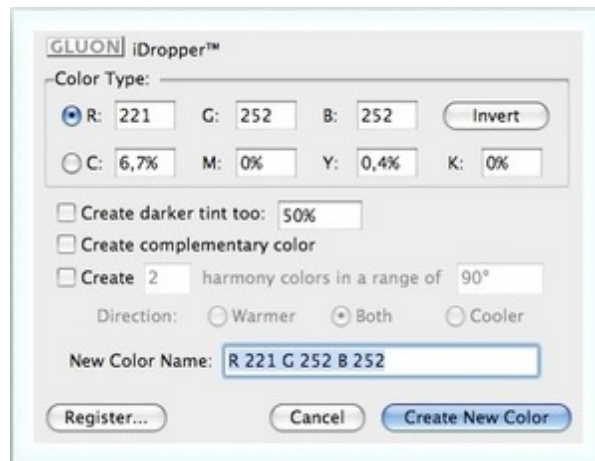 GLUON iDropper™
Color Type:
R: 221 G: 252 B: 252 Invert
C: 6,7% M: 0% Y: 0,4% K: 0%
Create darker tint too: 50%
Create complementary color
Create 2 harmony colors in a range of 90°
Direction: Warmer Both Cooler
New Color Name: R 221 G 252 B 252
Register... Cancel Create New Color